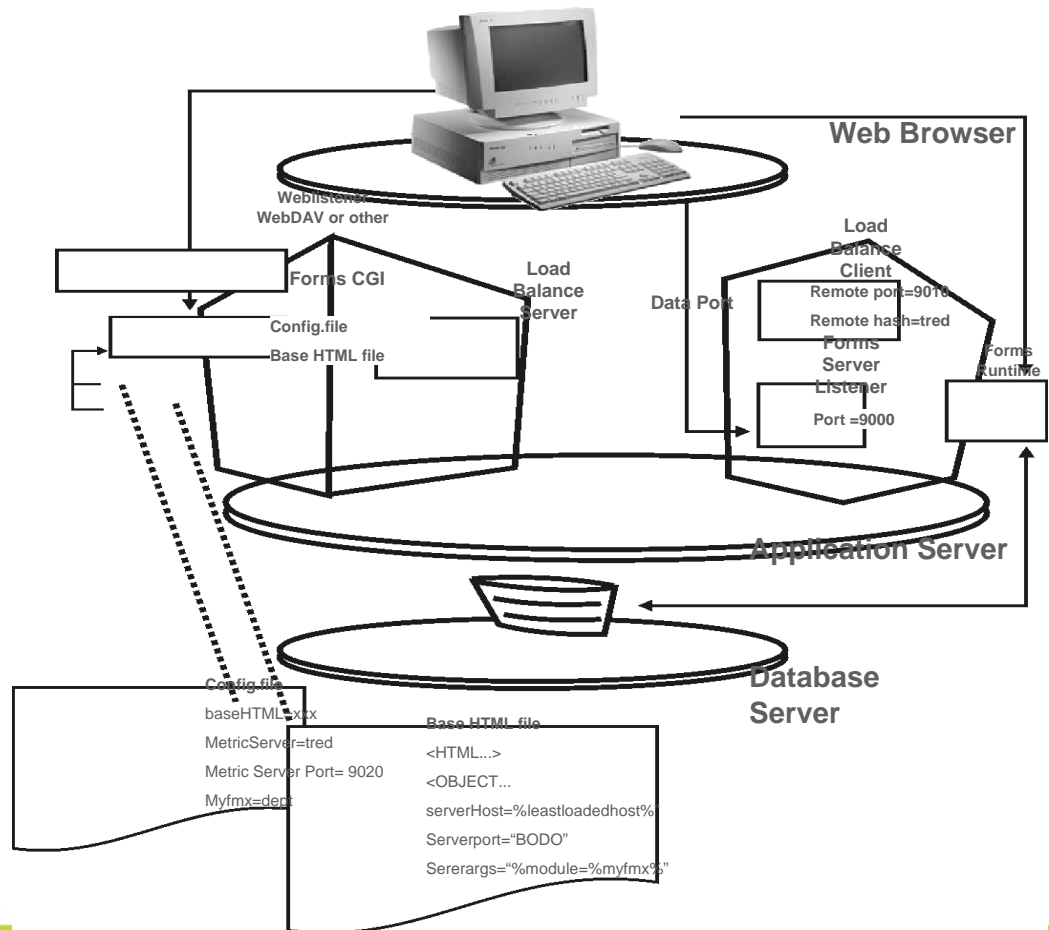 Web Browser
Weblistener
WebDAV or other
Forms CGI
Config.file
Base HTML file
Load
Balance
Server
Data Port
Load
Balance
Client
Remote port=9010
Remote hash=tred
Forms
Server
Listener
Port =9000
Forms
Runtime
Application Server
Database
Server
Config.file
baseHTML=xxx
MetricServer=tred
Metric Server Port= 9020
Myfmx=dept
Base HTML file
<HTML...>
<OBJECT...
serverHost=%leastloadedhost%'
Serverport=“BODO”
Sererargs=“%module=%myfmx%”